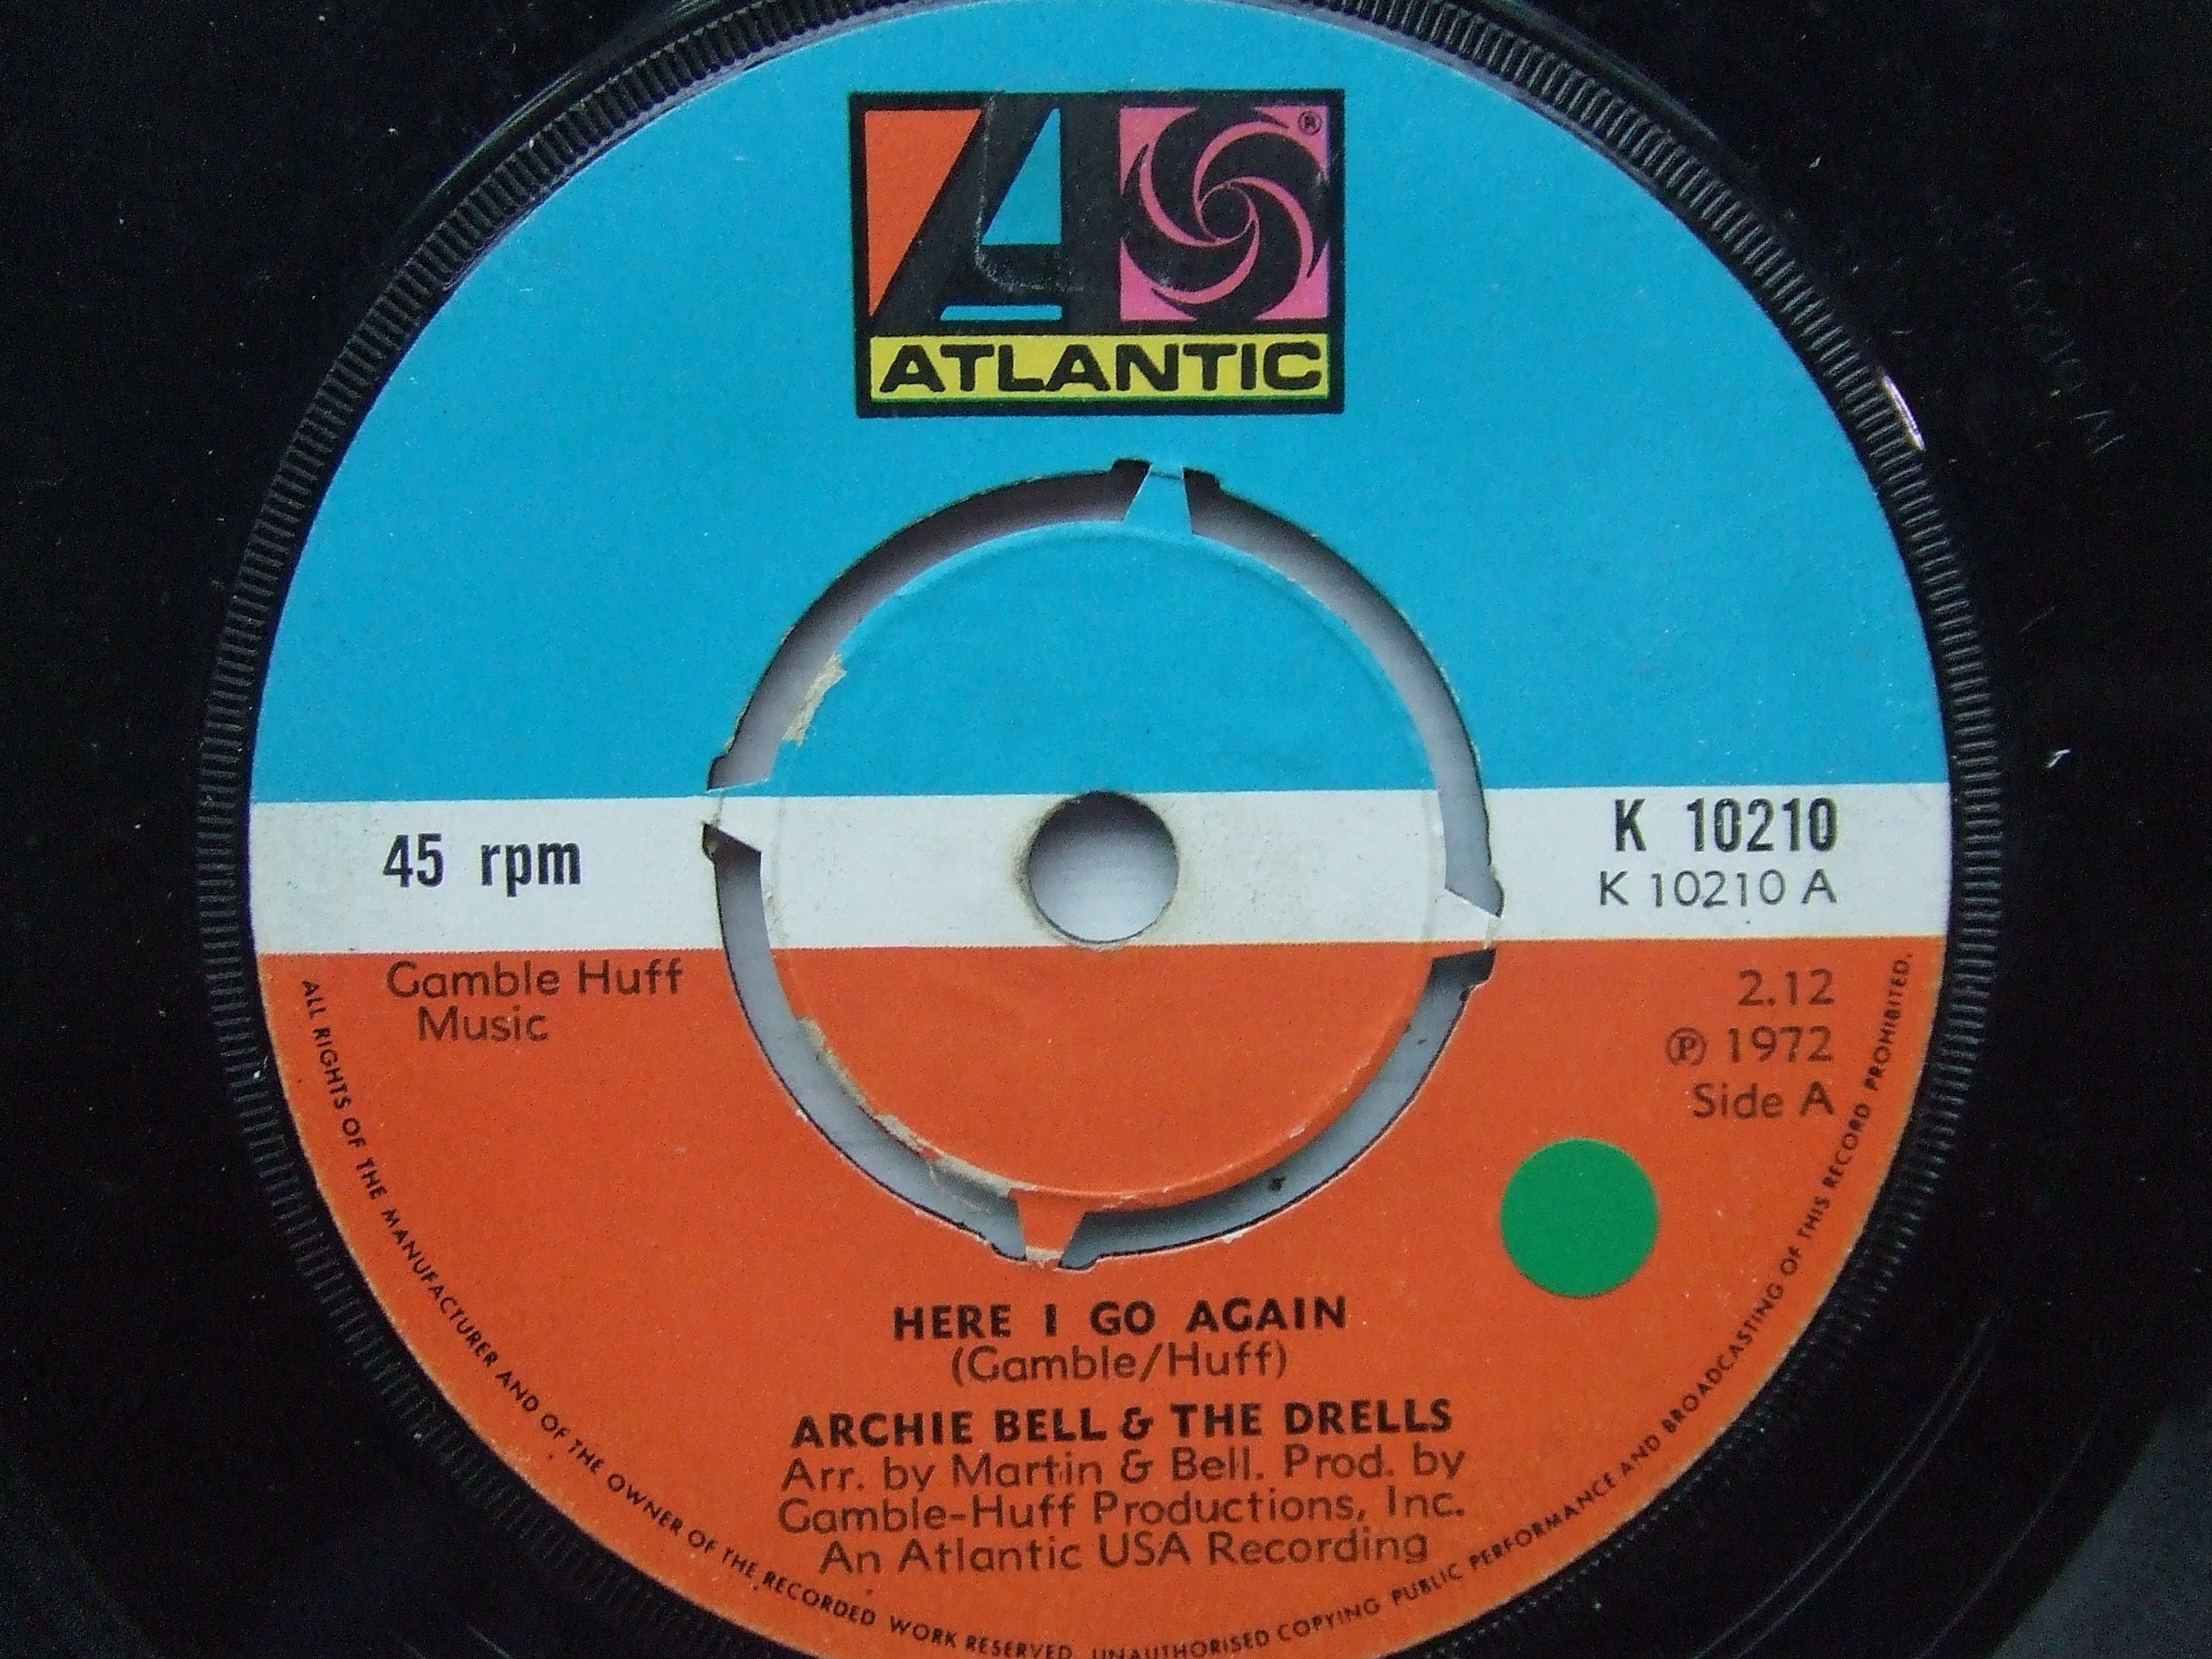 ®
ATLANTIC
45 rpm
K 10210
K 10210 A
Gamble Huff
Music
2.12
℗ 1972
Side A
HERE I GO AGAIN
(Gamble/Huff)
ARCHIE BELL & THE DRELLS
Arr. by Martin & Bell. Prod. by
Gamble-Huff Productions, Inc.
An Atlantic USA Recording
ALL RIGHTS OF THE MANUFACTURER AND OF THE OWNER OF THE RECORDED WORK RESERVED. UNAUTHORISED COPYING PUBLIC PERFORMANCE AND BROADCASTING OF THIS RECORD PROHIBITED.